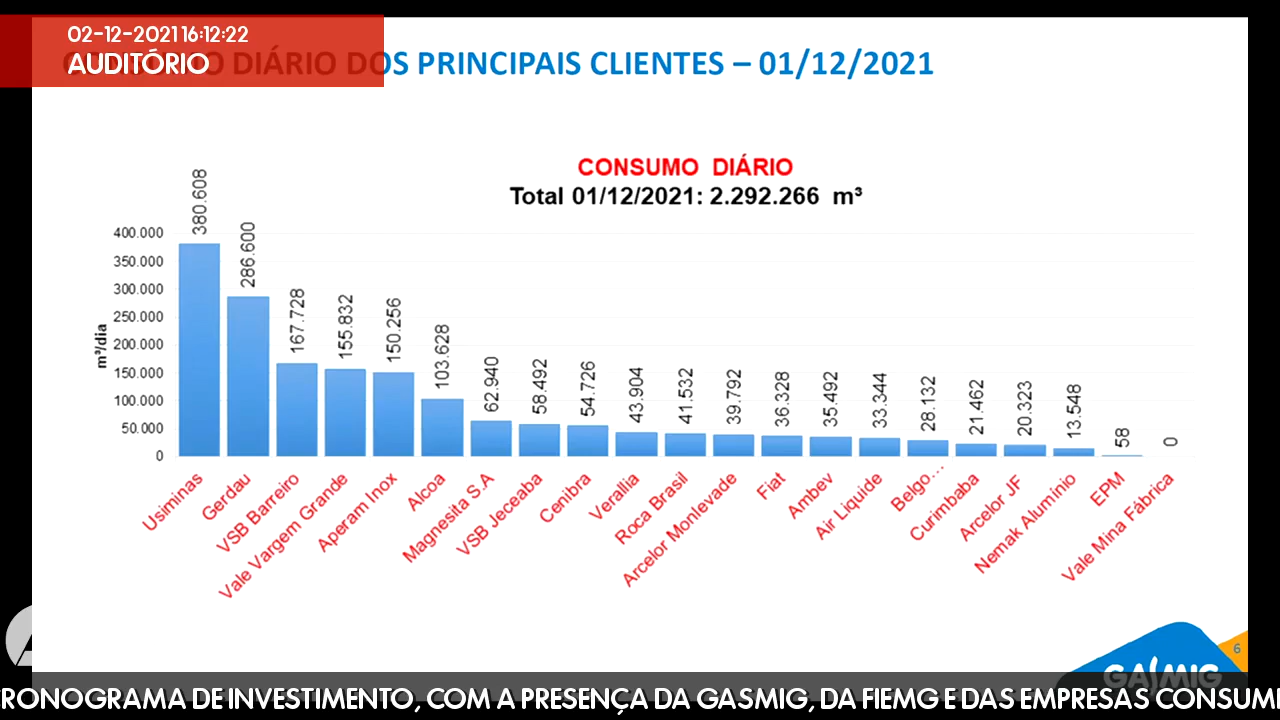 02-12-2021 16:12:22
AUDITÓRIO
DIÁRIO DOS PRINCIPAIS CLIENTES – 01/12/2021
CONSUMO DIÁRIO
Total 01/12/2021: 2.292.266 m³
m³/dia
400.000
350.000
300.000
250.000
200.000
150.000
100.000
50.000
0
380.608
286.600
167.728
155.832
150.256
103.628
62.940
58.492
54.726
43.904
41.532
39.792
36.328
35.492
33.344
28.132
21.462
20.323
13.548
58
0
Usiminas
Gerdau
VSB Barreiro
Vale Vargem Grande
Aperam Inox
Alcoa
Magnesita S.A
VSB Jeceaba
Cenibra
Verallia
Roca Brasil
Arcelor Monlevade
Fiat
Ambev
Air Liquide
Belgo...
Curimbaba
Arcelor JF
Nemak Alumínio
EPM
Vale Mina Fábrica
6
GASMIG
RONOGRAMA DE INVESTIMENTO, COM A PRESENÇA DA GASMIG, DA FIEMG E DAS EMPRESAS CONSUM